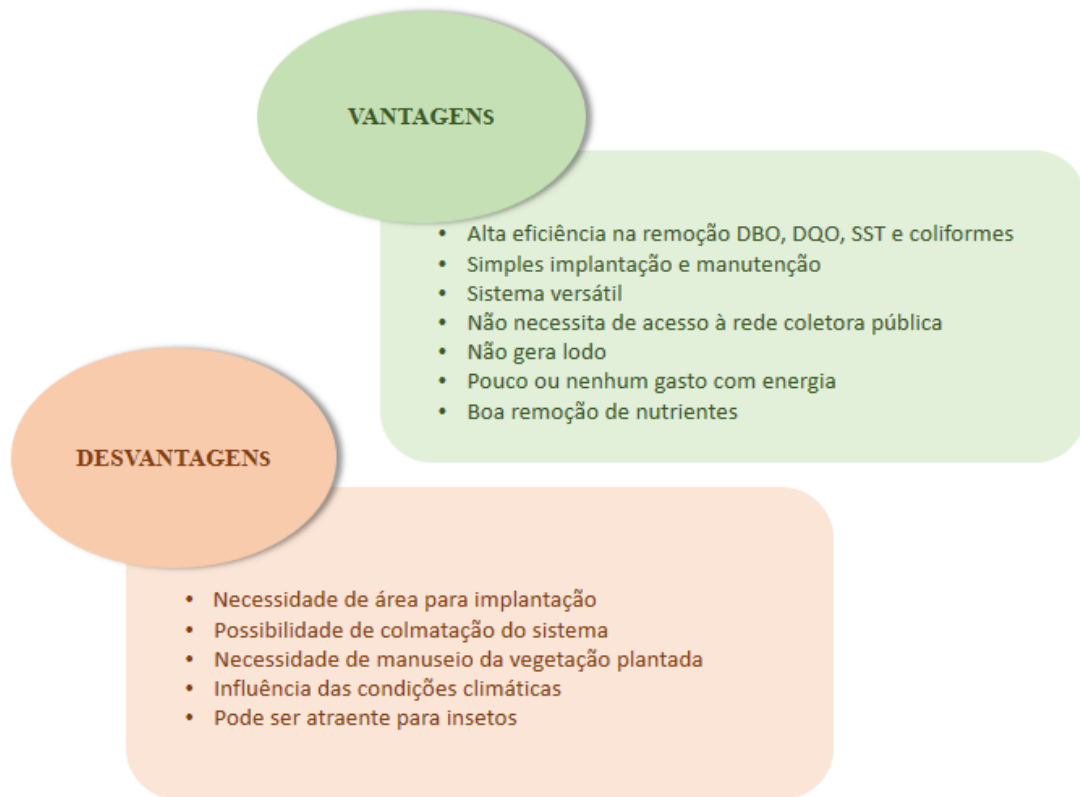 VANTAGENS
• Alta eficiência na remoção DBO, DQO, SST e coliformes
• Simples implantação e manutenção
• Sistema versátil
• Não necessita de acesso à rede coletora pública
• Não gera lodo
• Pouco ou nenhum gasto com energia
• Boa remoção de nutrientes
DESVANTAGENS
• Necessidade de área para implantação
• Possibilidade de colmatação do sistema
• Necessidade de manuseio da vegetação plantada
• Influência das condições climáticas
• Pode ser atraente para insetos